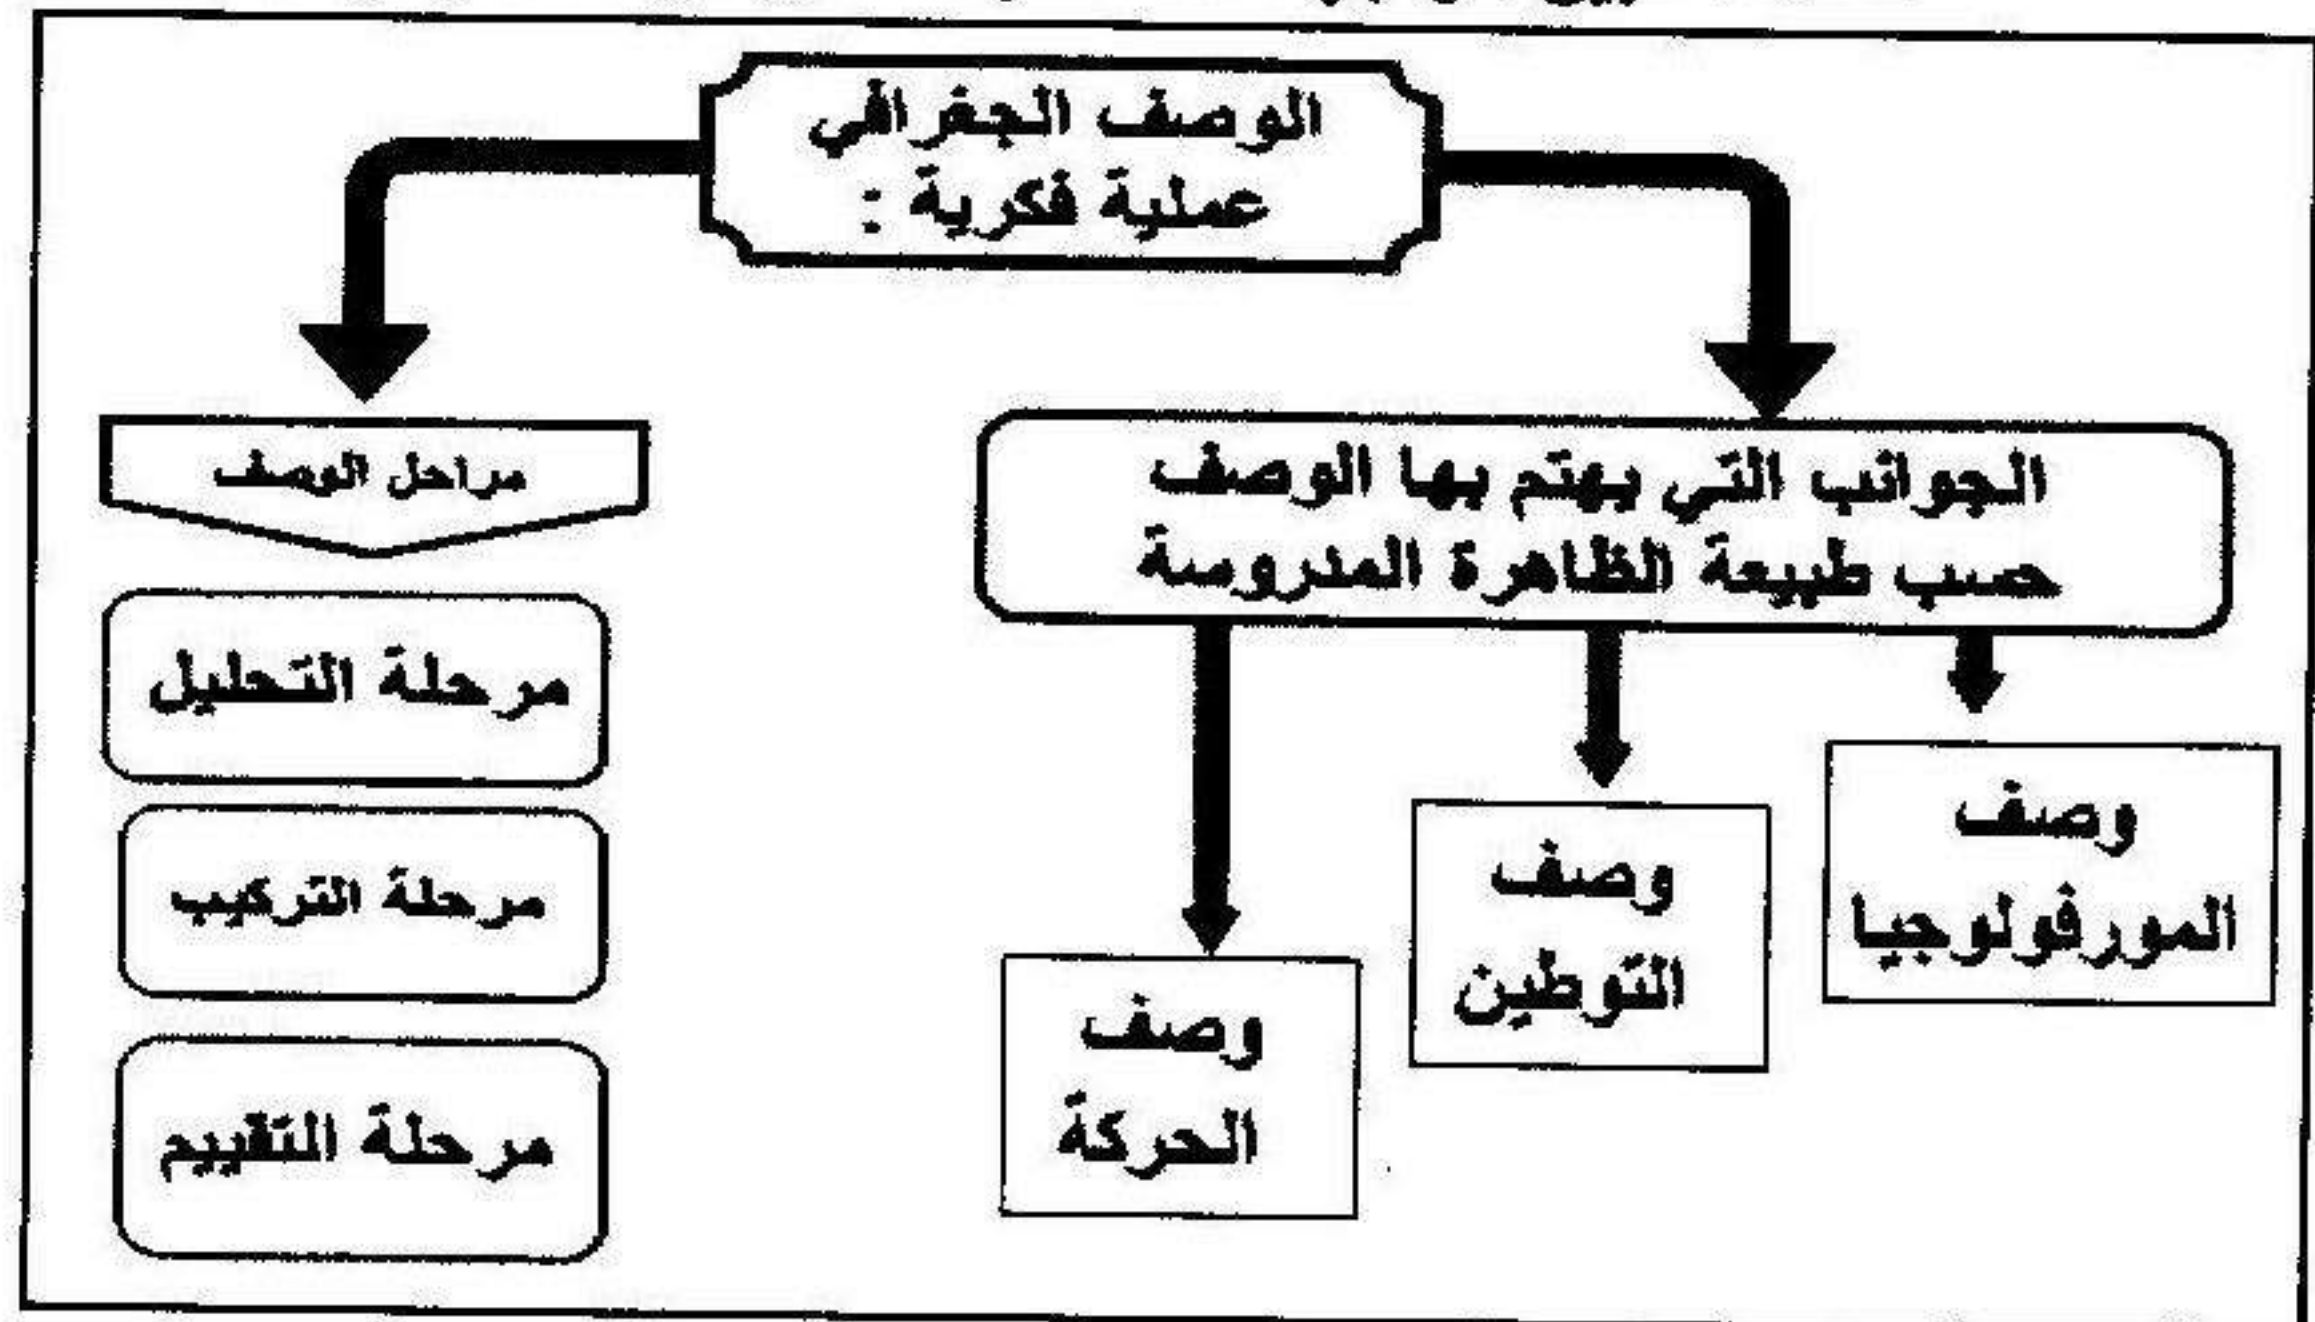 الوصف الجغرافي
عملية فكرية :
الجوانب التي يهتم بها الوصف
حسب طبيعة الظاهرة المدروسة
وصف
المورفولوجيا
وصف
التوطين
وصف
الحركة
مراحل الوصف
مرحلة التحليل
مرحلة التركيب
مرحلة التقييم